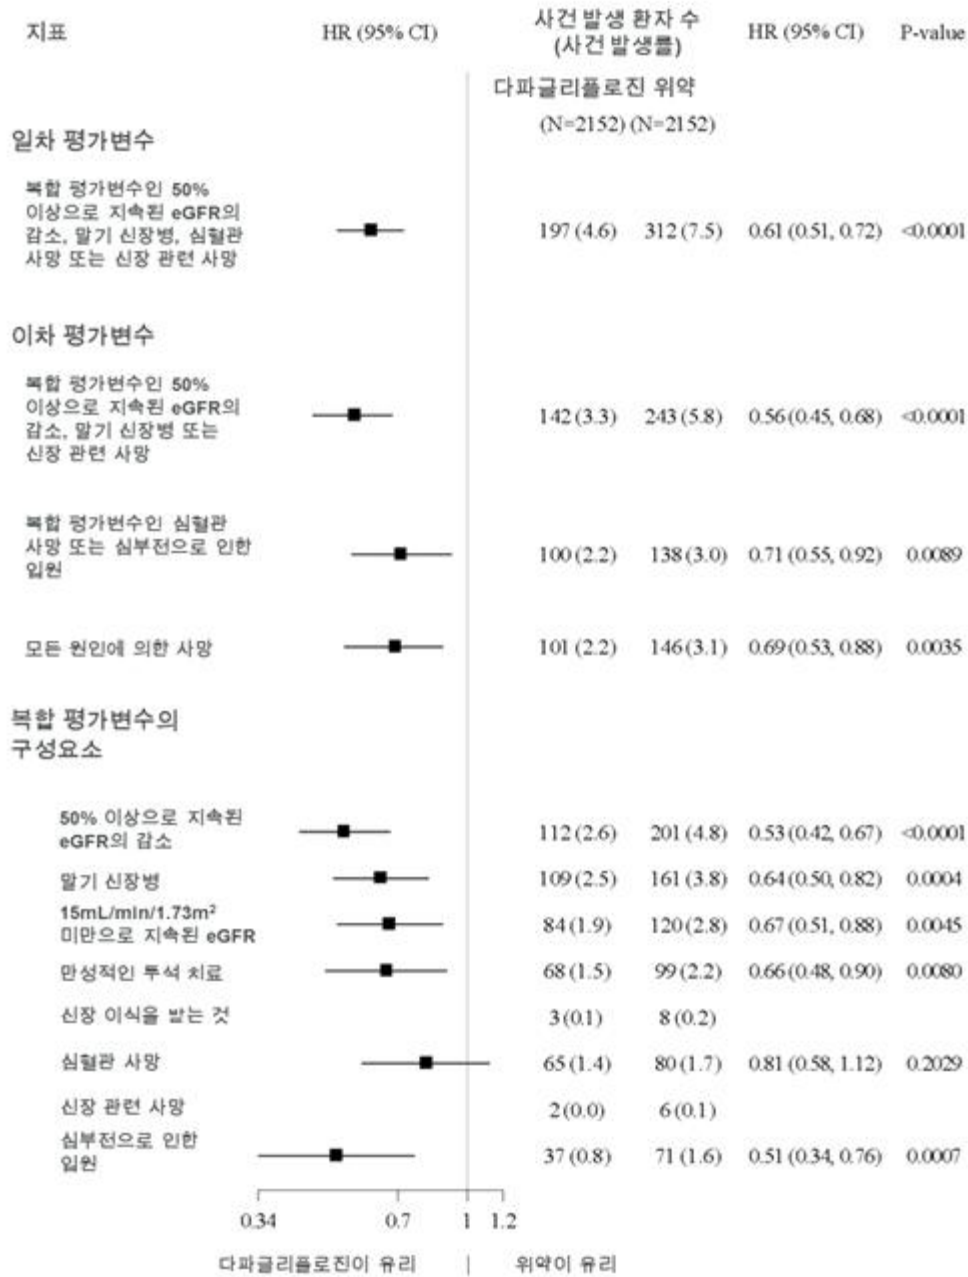 지표 HR (95% CI) 사건 발생 환자 수 HR (95% CI) P-value
(사건 발생률)
다파글리플로진 위약
(N=2152) (N=2152)
일차 평가변수
복합 평가변수인 50%
이상으로 지속된 eGFR의
감소, 말기 신장병, 심혈관 197 (4.6) 312 (7.5) 0.61 (0.51, 0.72) <0.0001
사망 또는 신장 관련 사망
이차 평가변수
복합 평가변수인 50%
이상으로 지속된 eGFR의
감소, 말기 신장병 또는 142 (3.3) 243 (5.8) 0.56 (0.45, 0.68) <0.0001
신장 관련 사망
복합 평가변수인 심혈관
사망 또는 심부전으로 인한 100 (2.2) 138 (3.0) 0.71 (0.55, 0.92) 0.0089
입원
모든 원인에 의한 사망 101 (2.2) 146 (3.1) 0.69 (0.53, 0.88) 0.0035
복합 평가변수의
구성요소
50% 이상으로 지속된
eGFR의 감소 112 (2.6) 201 (4.8) 0.53 (0.42, 0.67) <0.0001
말기 신장병 109 (2.5) 161 (3.8) 0.64 (0.50, 0.82) 0.0004
15mL/min/1.73m²
미만으로 지속된 eGFR 84 (1.9) 120 (2.8) 0.67 (0.51, 0.88) 0.0045
만성적인 투석 치료 68 (1.5) 99 (2.2) 0.66 (0.48, 0.90) 0.0080
신장 이식을 받는 것 3 (0.1) 8 (0.2)
심혈관 사망 65 (1.4) 80 (1.7) 0.81 (0.58, 1.12) 0.2029
신장 관련 사망 2 (0.0) 6 (0.1)
심부전으로 인한
입원 37 (0.8) 71 (1.6) 0.51 (0.34, 0.76) 0.0007
0.34 0.7 1 1.2
다파글리플로진이 유리 | 위약이 유리